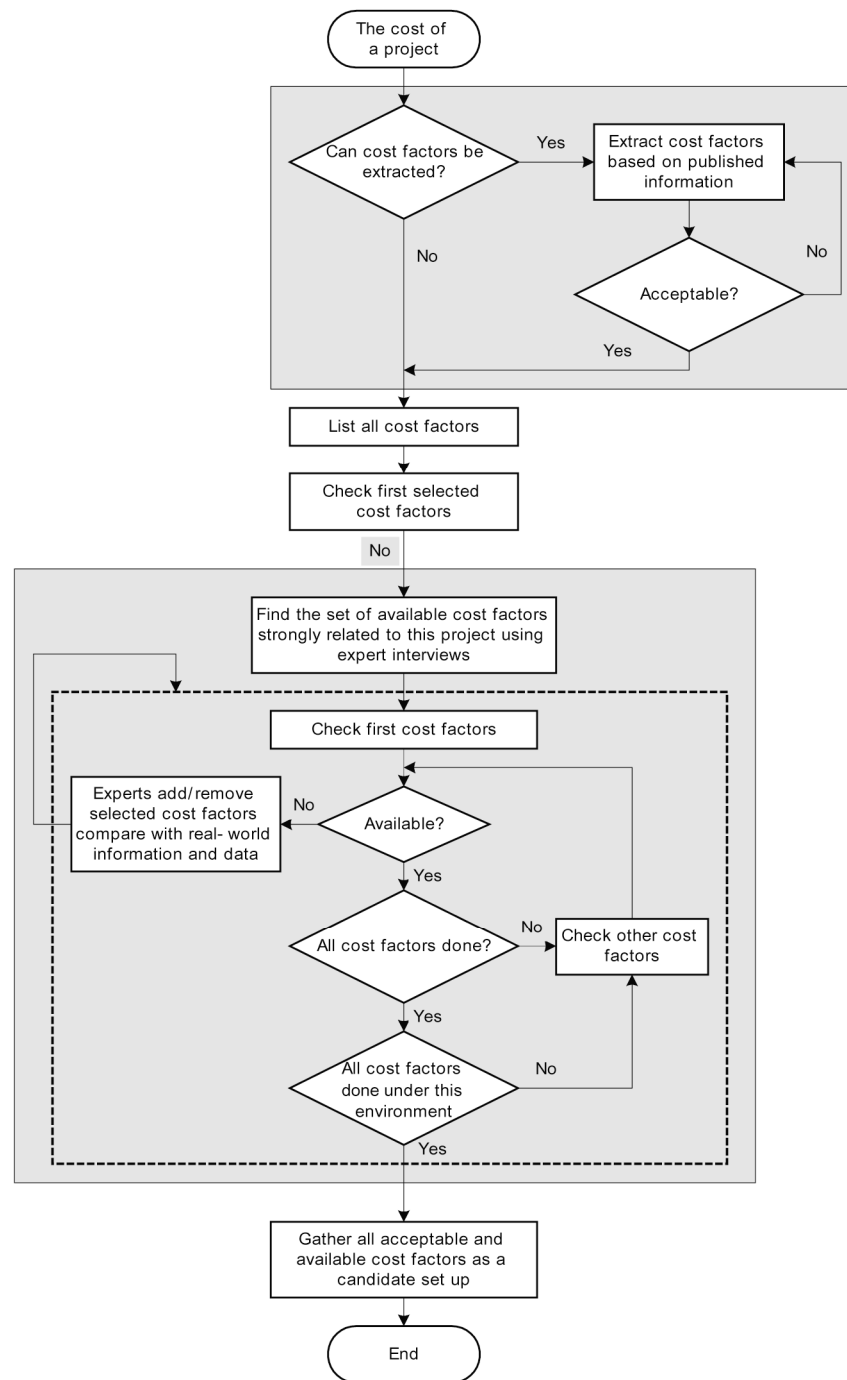 The cost of
a project
Can cost factors be
extracted?
Yes
Extract cost factors
based on published
information
No
No
Acceptable?
Yes
List all cost factors
Check first selected
cost factors
No
Find the set of available cost factors
strongly related to this project using
expert interviews
Check first cost factors
Experts add/remove
selected cost factors
compare with real- world
information and data
No
Available?
Yes
All cost factors done?
No
Check other cost
factors
Yes
All cost factors
done under this
environment
No
Yes
Gather all acceptable and
available cost factors as a
candidate set up
End